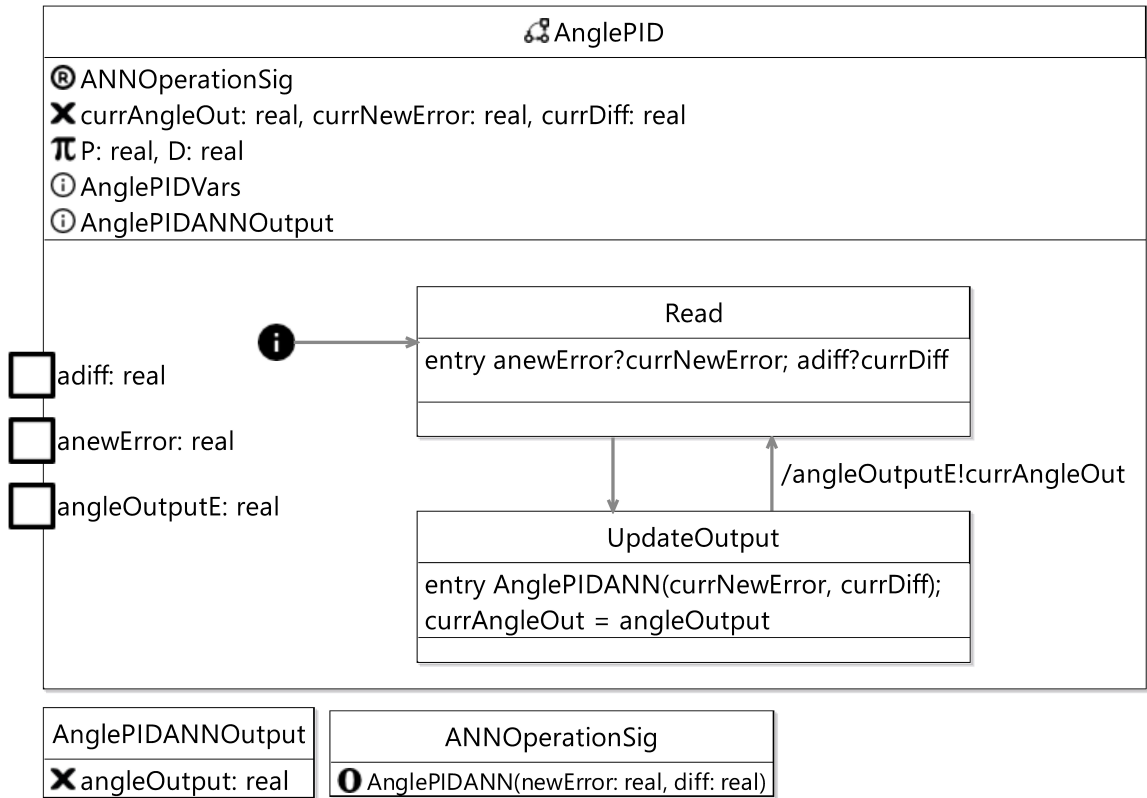 AnglePID
ANNOperationSig
currAngleOut: real, currNewError: real, currDiff: real
P: real, D: real
AnglePIDVars
AnglePIDANNOutput
Read
entry anewError?currNewError; adiff?currDiff
adiff: real
anewError: real
/angleOutputE!currAngleOut
angleOutputE: real
UpdateOutput
entry AnglePIDANN(currNewError, currDiff);
currAngleOut = angleOutput
AnglePIDANNOutput
angleOutput: real
ANNOperationSig
AnglePIDANN(newError: real, diff: real)